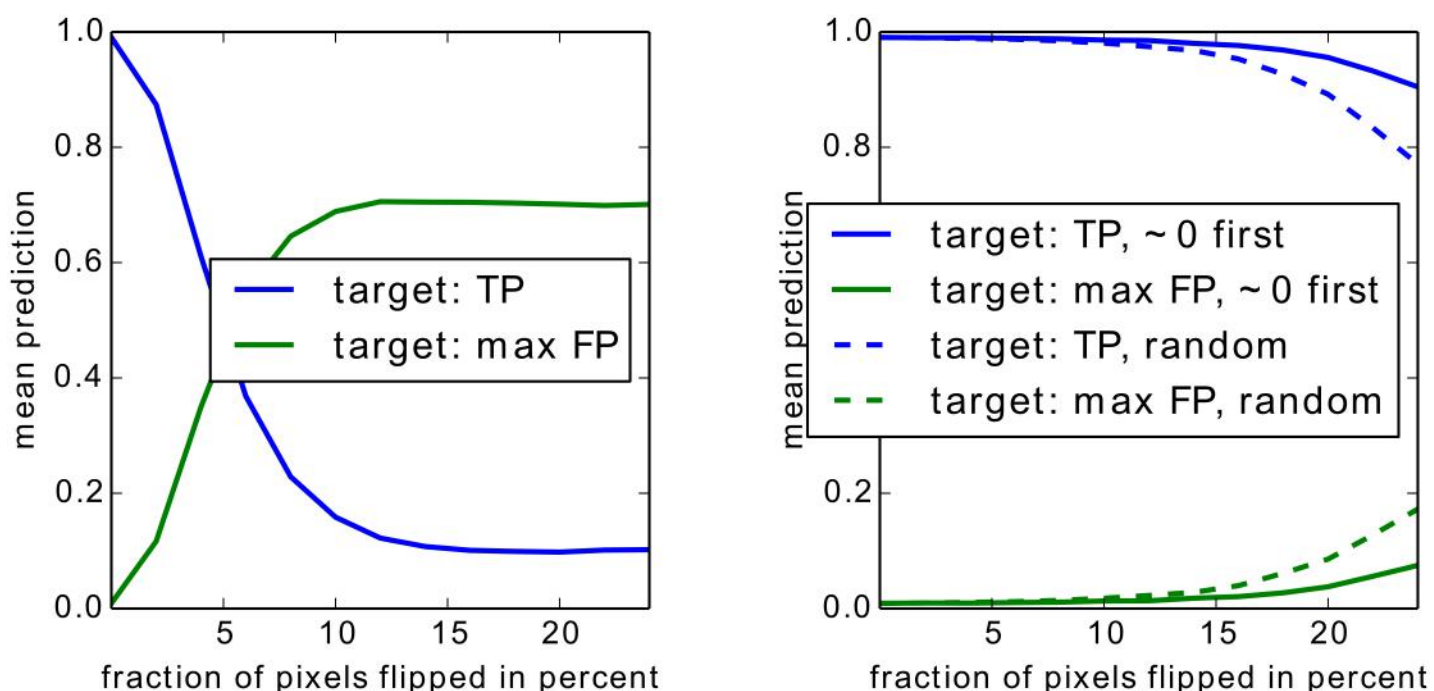 1.0
0.8
0.6
0.4
0.2
0.0
mean prediction
target: TP
target: max FP
5
10
15
20
fraction of pixels flipped in percent
1.0
0.8
0.2
0.0
mean prediction
target: TP, ~ 0 first
target: max FP, ~ 0 first
target: TP, random
target: max FP, random
5
10
15
20
fraction of pixels flipped in percent